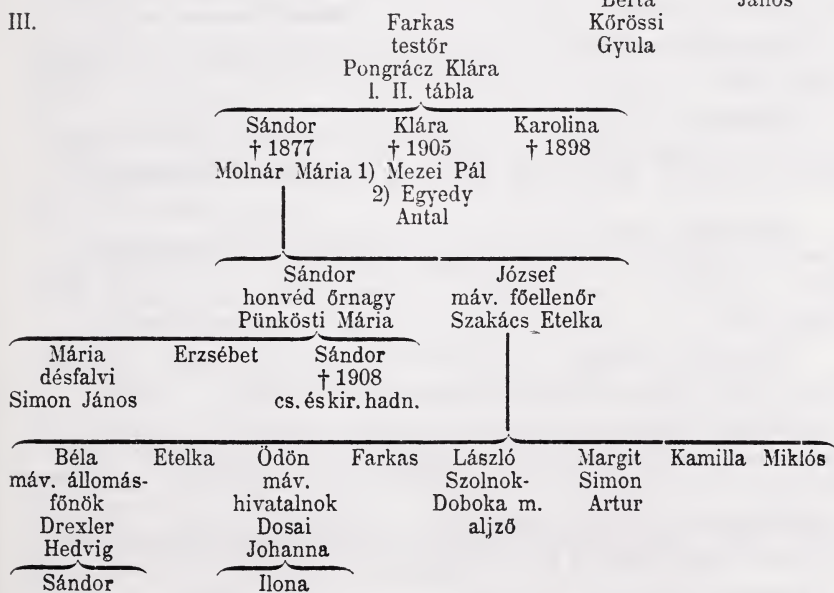 Berta János
III. Farkas Kőrössi
testőr Gyula
Pongrácz Klára
l. II. tábla
Sándor Klára Karolina
† 1877 † 1905 † 1898
Molnár Mária 1) Mezei Pál
2) Egyedy
Antal
Sándor József
honvéd őrnagy máv. főellenőr
Pünkösti Mária Szakács Etelka
Mária Erzsébet Sándor
désfalvi † 1908
Simon János cs. és kir. hadn.
Béla Etelka Ödön Farkas László Margit Kamilla Miklós
máv. állomás- máv. Szolnok- Simon
főnök hivatalnok Doboka m. Artur
Drexler Dosai aljző
Hedvig Johanna
Sándor Ilona